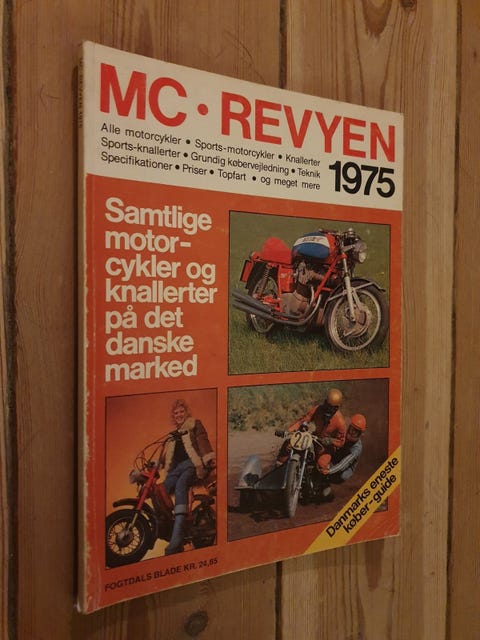 MC·REVYEN
1975
Alle motorcykler • Sports-motorcykler • Knallerter
Sports-knallerter • Grundig købervejledning • Teknik
Specifikationer • Priser • Topfart • og meget mere
Samtlige
motor-
cykler og
knallerter
på det
danske
marked
20
Danmarks eneste
køber-guide
FOGTDALS BLADE KR. 24,85